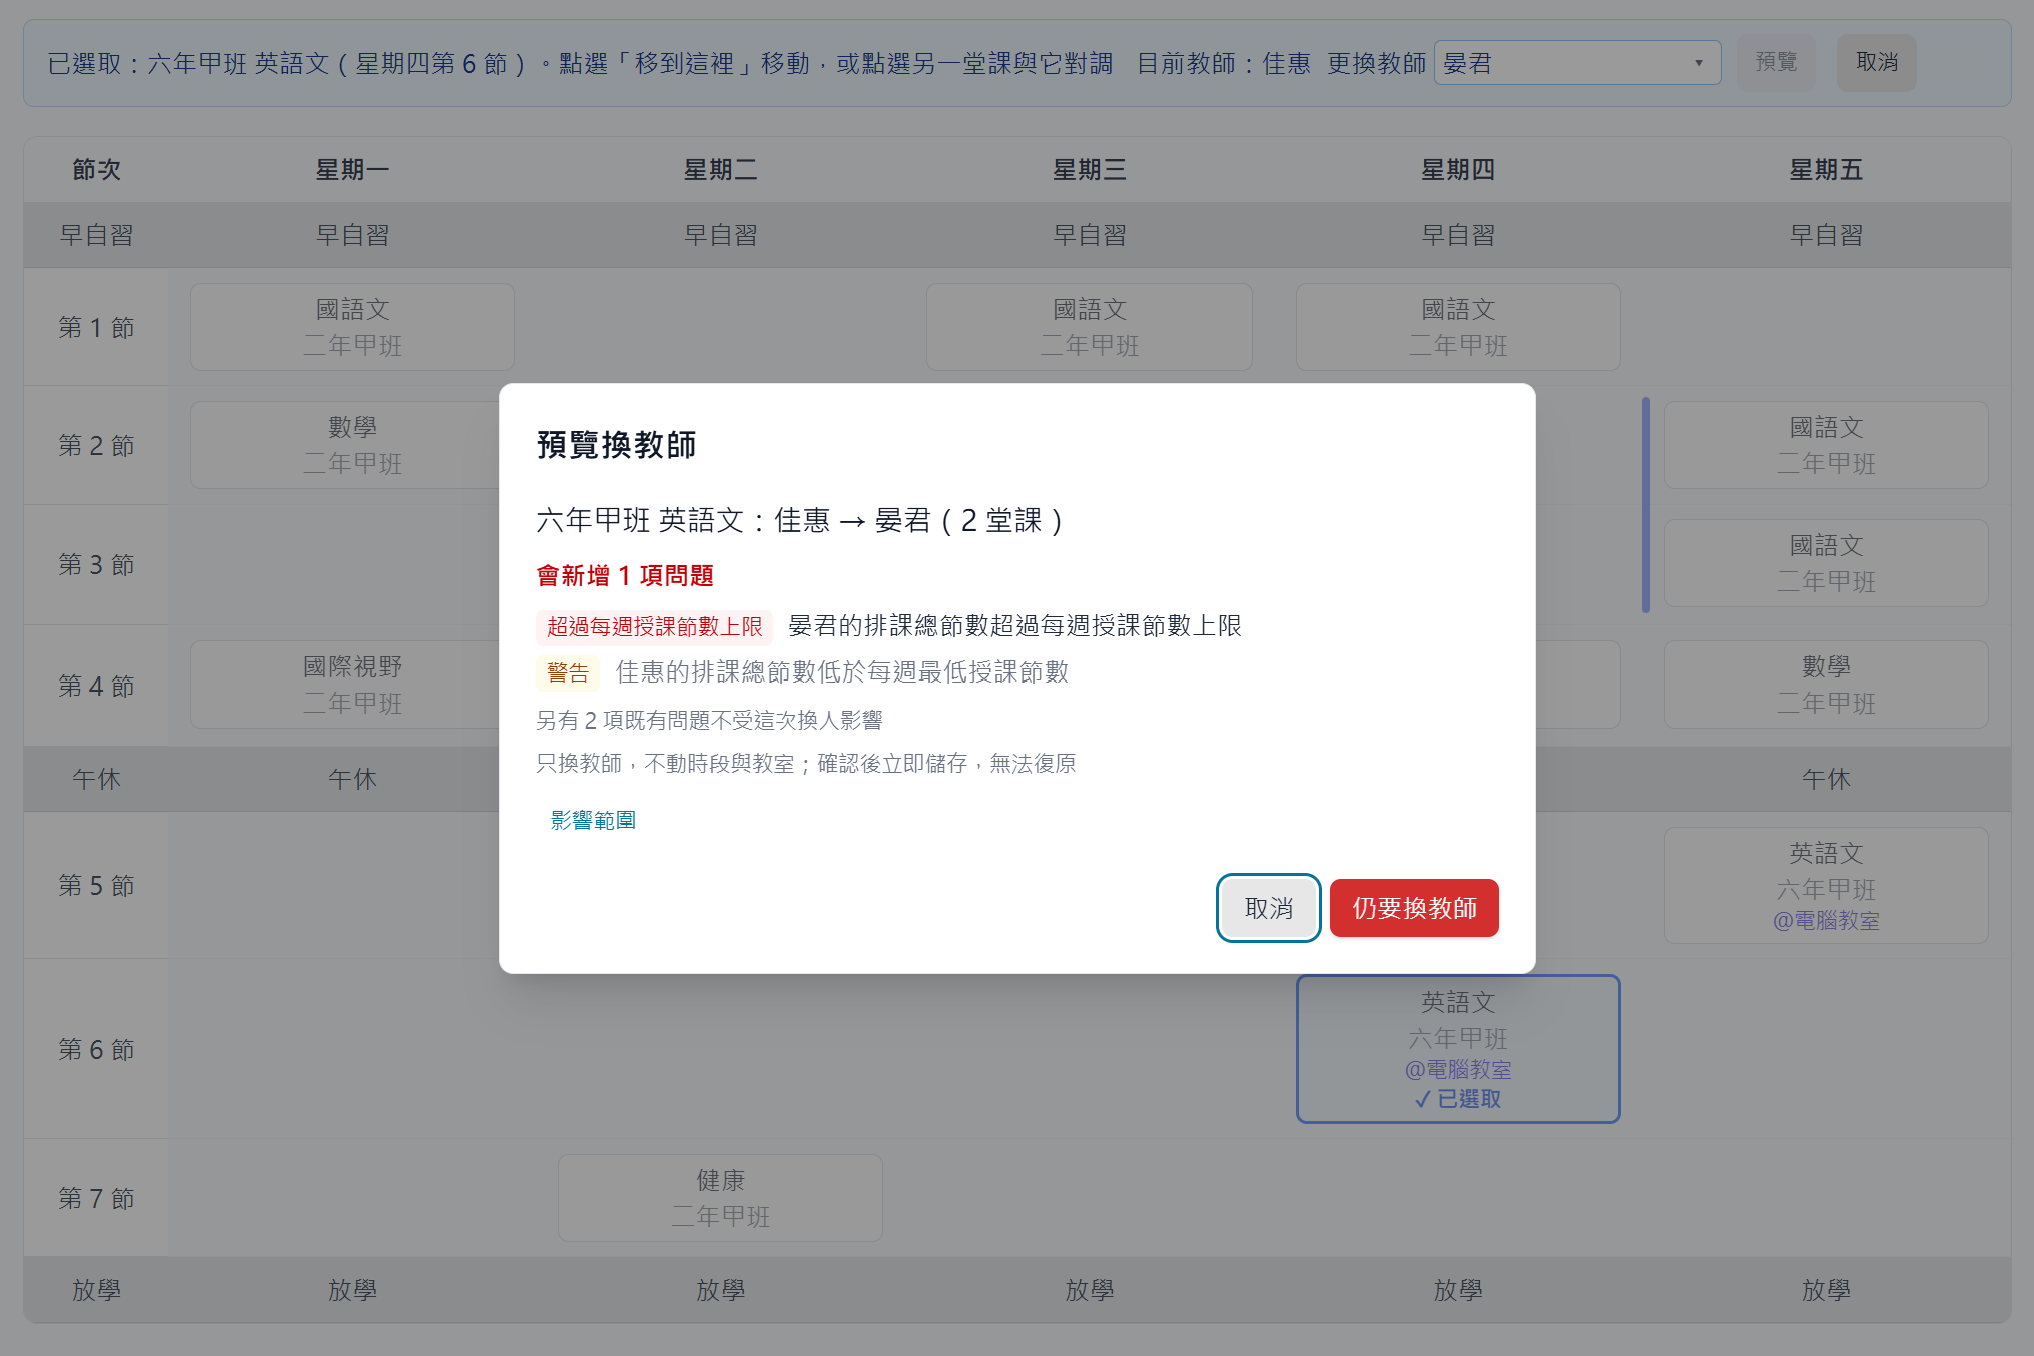 已選取：六年甲班 英語文（星期四第 6 節）。點選「移到這裡」移動，或點選另一堂課與它對調 目前教師：佳惠 更換教師 晏君 預覽 取消
節次 星期一 星期二 星期三 星期四 星期五
早自習 早自習 早自習 早自習 早自習 早自習
第 1 節
國語文 國語文 國語文
二年甲班 二年甲班 二年甲班
第 2 節
數學 國語文
二年甲班 二年甲班
第 3 節
國語文
二年甲班
第 4 節
國際視野 數學
二年甲班 二年甲班
午休 午休 午休
第 5 節
英語文
六年甲班
@電腦教室
第 6 節
英語文
六年甲班
@電腦教室
✓ 已選取
第 7 節
健康
二年甲班
放學 放學 放學 放學 放學 放學
預覽換教師
六年甲班 英語文：佳惠 → 晏君（2 堂課）
會新增 1 項問題
超過每週授課節數上限 晏君的排課總節數超過每週授課節數上限
警告 佳惠的排課總節數低於每週最低授課節數
另有 2 項既有問題不受這次換人影響
只換教師，不動時段與教室；確認後立即儲存，無法復原
影響範圍
取消 仍要換教師